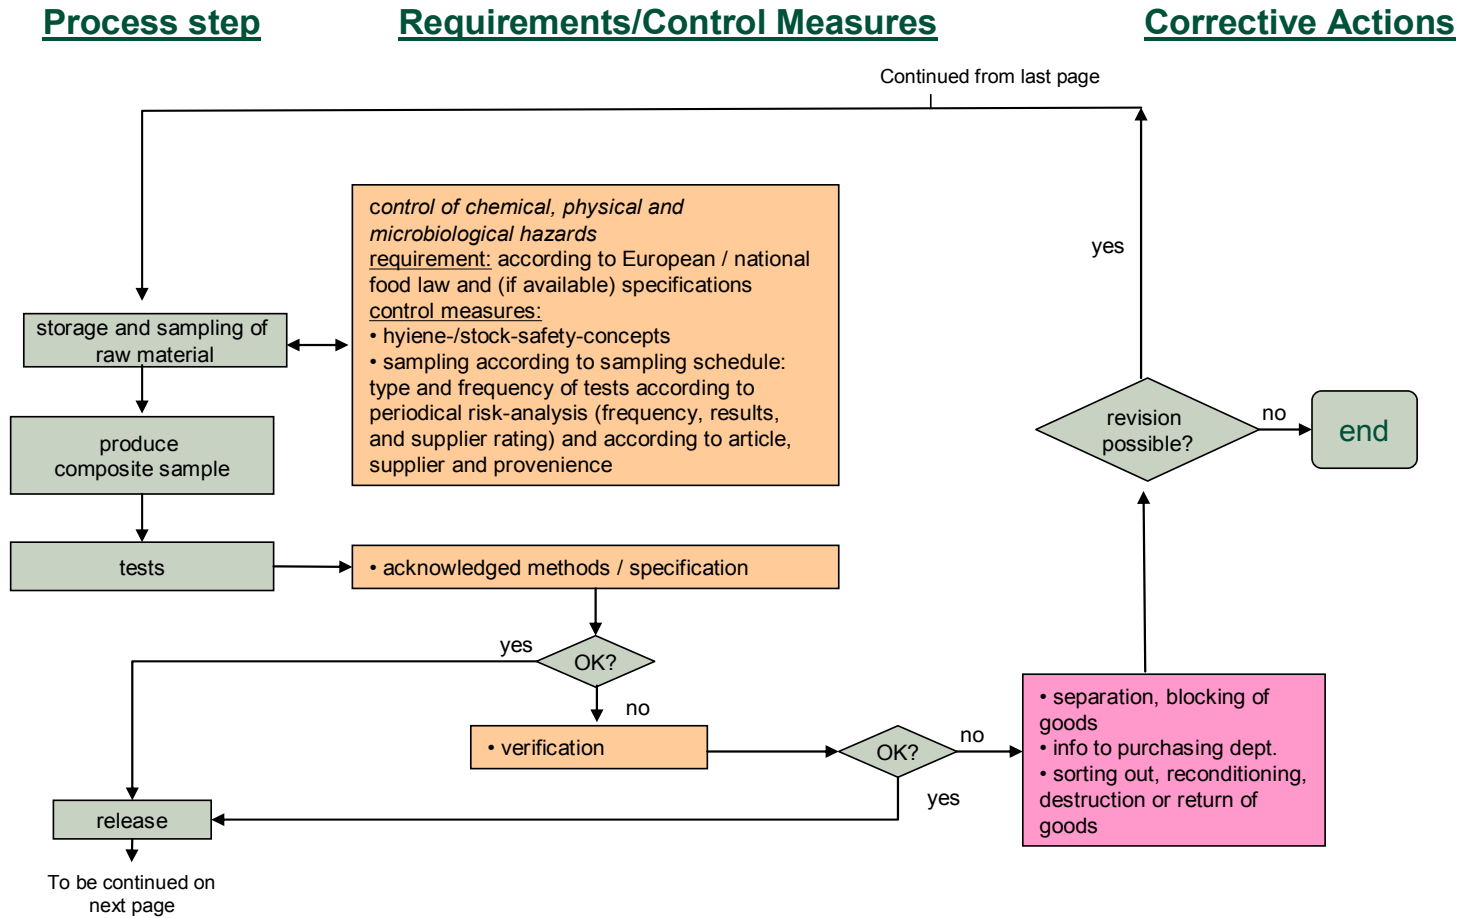 Process step
Requirements/Control Measures
Corrective Actions
Continued from last page
control of chemical, physical and
microbiological hazards
requirement: according to European / national
food law and (if available) specifications
control measures:
• hyiene-/stock-safety-concepts
• sampling according to sampling schedule:
type and frequency of tests according to
periodical risk-analysis (frequency, results,
and supplier rating) and according to article,
supplier and provenience
storage and sampling of
raw material
produce
composite sample
tests
• acknowledged methods / specification
yes
OK?
no
• verification
OK?
no
yes
• separation, blocking of
goods
• info to purchasing dept.
• sorting out, reconditioning,
destruction or return of
goods
yes
revision
possible?
no
end
release
To be continued on
next page